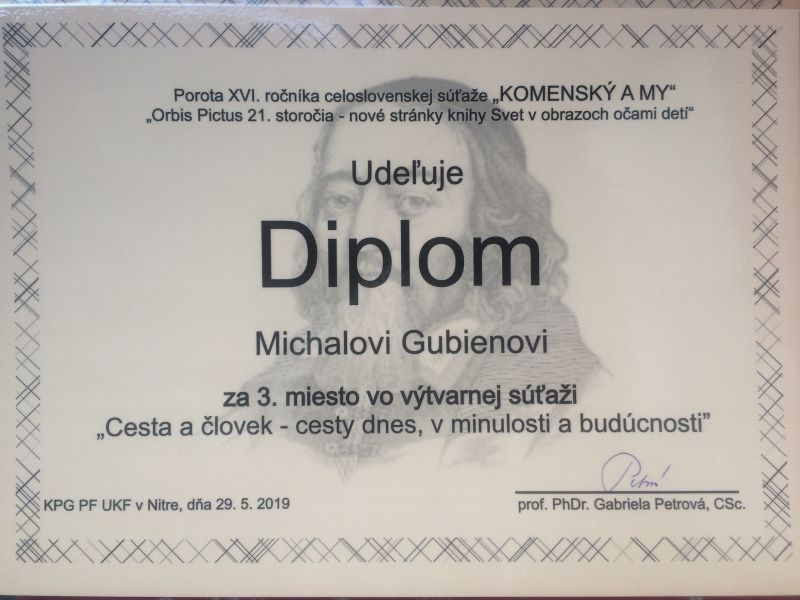 Porota XVI. ročníka celoslovenskej súťaže „KOMENSKÝ A MY“
„Orbis Pictus 21. storočia - nové stránky knihy Svet v obrazoch očami detí“
Udeľuje
Diplom
Michalovi Gubienovi
za 3. miesto vo výtvarnej súťaži
„Cesta a človek - cesty dnes, v minulosti a budúcnosti”
KPG PF UKF v Nitre, dňa 29. 5. 2019
prof. PhDr. Gabriela Petrová, CSc.